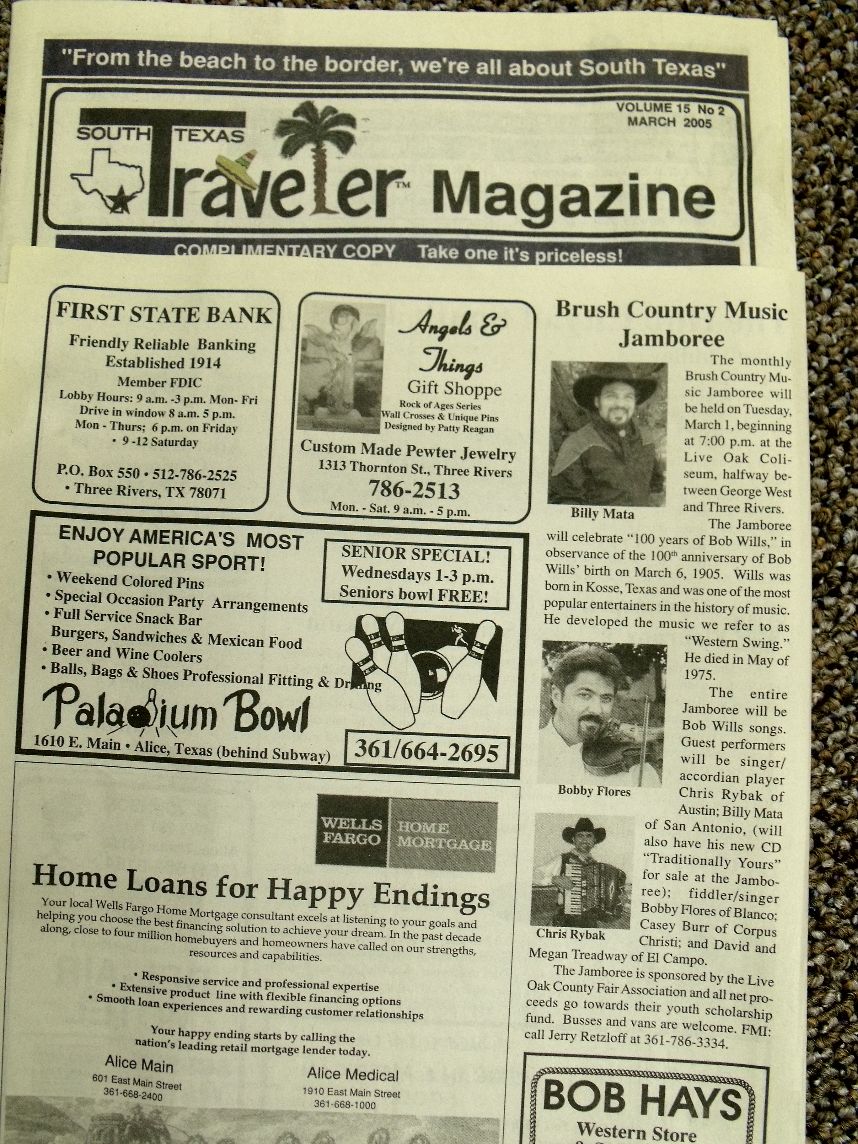 "From the beach to the border, we're all about South Texas"
VOLUME 15 No 2
MARCH 2005
SOUTH TEXAS
Traveler™ Magazine
COMPLIMENTARY COPY Take one it's priceless!
FIRST STATE BANK
Friendly Reliable Banking
Established 1914
Member FDIC
Lobby Hours: 9 a.m. -3 p.m. Mon- Fri
Drive in window 8 a.m. 5 p.m.
Mon - Thurs; 6 p.m. on Friday
• 9 -12 Saturday
P.O. Box 550 • 512-786-2525
• Three Rivers, TX 78071
Angels &
Things
Gift Shoppe
Rock of Ages Series
Wall Crosses & Unique Pins
Designed by Patty Reagan
Custom Made Pewter Jewelry
1313 Thornton St., Three Rivers
786-2513
Mon. - Sat. 9 a.m. - 5 p.m.
ENJOY AMERICA'S MOST
POPULAR SPORT!
• Weekend Colored Pins
• Special Occasion Party Arrangements
• Full Service Snack Bar
Burgers, Sandwiches & Mexican Food
• Beer and Wine Coolers
• Balls, Bags & Shoes Professional Fitting & Drilling
SENIOR SPECIAL!
Wednesdays 1-3 p.m.
Seniors bowl FREE!
Paladium Bowl
1610 E. Main • Alice, Texas (behind Subway)
361/664-2695
WELLS
FARGO
HOME
MORTGAGE
Home Loans for Happy Endings
Your local Wells Fargo Home Mortgage consultant excels at listening to your goals and
helping you choose the best financing solution to achieve your dream. In the past decade
along, close to four million homebuyers and homeowners have called on our strengths,
resources and capabilities.
• Responsive service and professional expertise
• Extensive product line with flexible financing options
• Smooth loan experiences and rewarding customer relationships
Your happy ending starts by calling the
nation's leading retail mortgage lender today.
Alice Main
601 East Main Street
361-668-2400
Alice Medical
1910 East Main Street
361-668-1000
Brush Country Music
Jamboree
The monthly
Brush Country Mu-
sic Jamboree will
be held on Tuesday,
March 1, beginning
at 7:00 p.m. at the
Live Oak Coli-
seum, halfway be-
tween George West
and Three Rivers.
Billy Mata
The Jamboree
will celebrate "100 years of Bob Wills," in
observance of the 100th anniversary of Bob
Wills' birth on March 6, 1905. Wills was
born in Kosse, Texas and was one of the most
popular entertainers in the history of music.
He developed the music we refer to as
"Western Swing."
He died in May of
1975.
The entire
Jamboree will be
Bob Wills songs.
Guest performers
will be singer/
accordian player
Chris Rybak of
Austin; Billy Mata
of San Antonio, (will
also have his new CD
"Traditionally Yours"
for sale at the Jambo-
ree); fiddler/singer
Bobby Flores of Blanco;
Casey Burr of Corpus
Christi; and David and
Megan Treadway of El Campo.
Bobby Flores
Chris Rybak
The Jamboree is sponsored by the Live
Oak County Fair Association and all net pro-
ceeds go towards their youth scholarship
fund. Busses and vans are welcome. FMI:
call Jerry Retzloff at 361-786-3334.
BOB HAYS
Western Store